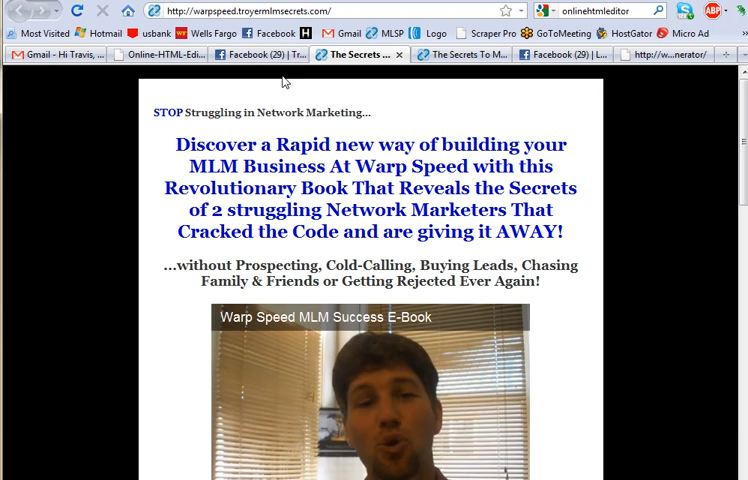 http://warpspeed.troyermlmsecrets.com/
onlinehtmleditor
ABP
Most Visited Hotmail usbank Wells Fargo Facebook H Gmail MLSP Logo Scraper Pro GoToMeeting HostGator Micro Ad
Gmail - Hi Travis, ... Online-HTML-Edi... Facebook (29) | Tr... The Secrets ... The Secrets To M... Facebook (29) | L... http://w...nerator/
STOP Struggling in Network Marketing...
Discover a Rapid new way of building your
MLM Business At Warp Speed with this
Revolutionary Book That Reveals the Secrets
of 2 struggling Network Marketers That
Cracked the Code and are giving it AWAY!
...without Prospecting, Cold-Calling, Buying Leads, Chasing
Family & Friends or Getting Rejected Ever Again!
Warp Speed MLM Success E-Book